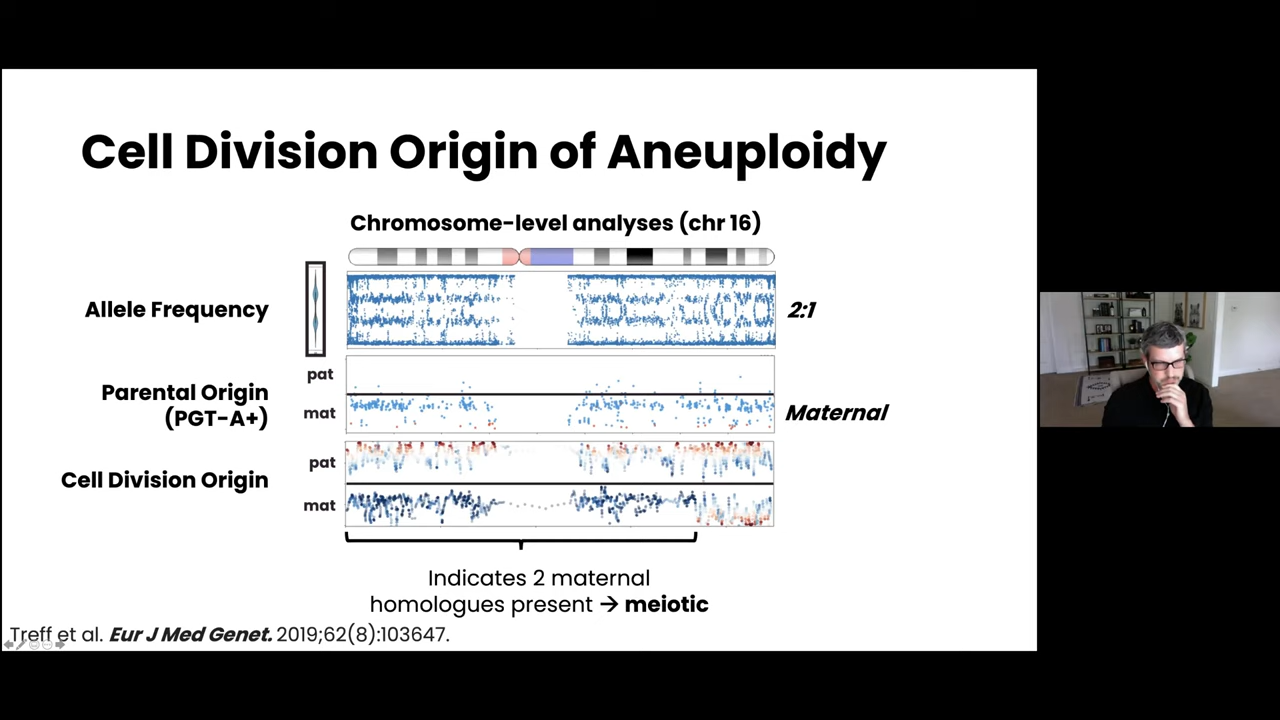 Cell Division Origin of Aneuploidy
Chromosome-level analyses (chr 16)
Allele Frequency
2:1
Parental Origin
(PGT-A+)
pat
mat
Maternal
Cell Division Origin
pat
mat
Indicates 2 maternal
homologues present → meiotic
Treff et al. Eur J Med Genet. 2019;62(8):103647.